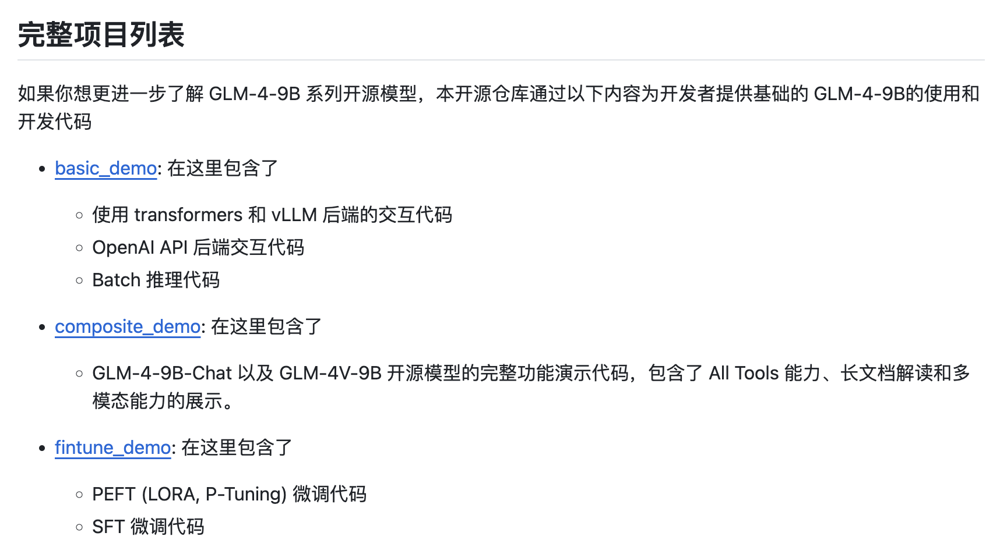 完整项目列表
如果你想更进一步了解 GLM-4-9B 系列开源模型，本开源仓库通过以下内容为开发者提供基础的 GLM-4-9B的使用和
开发代码
• basic_demo: 在这里包含了
◦ 使用 transformers 和 vLLM 后端的交互代码
◦ OpenAI API 后端交互代码
◦ Batch 推理代码
• composite_demo: 在这里包含了
◦ GLM-4-9B-Chat 以及 GLM-4V-9B 开源模型的完整功能演示代码，包含了 All Tools 能力、长文档解读和多
模态能力的展示。
• fintune_demo: 在这里包含了
◦ PEFT (LORA, P-Tuning) 微调代码
◦ SFT 微调代码